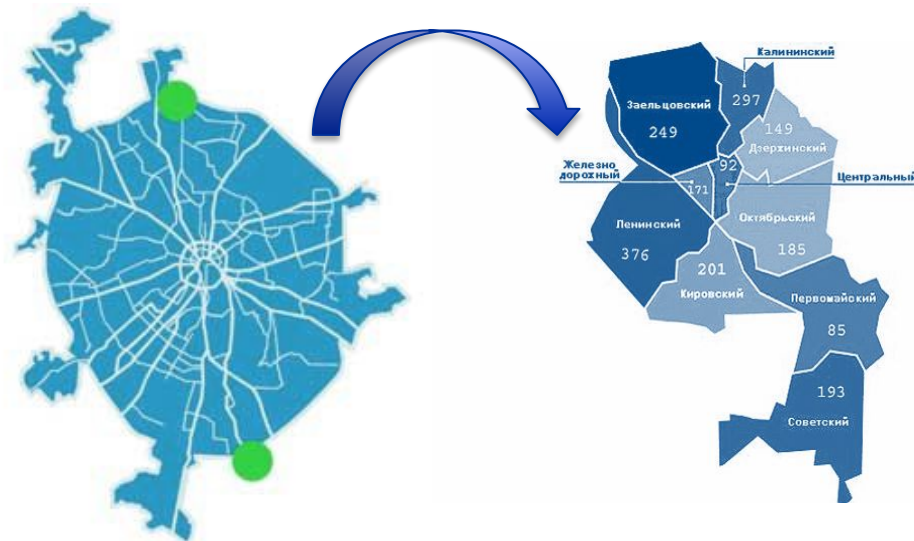 Калининский
297
Заельцовский
249
149
Дзержинский
Железно
дорожный
92
171
Центральный
Ленинский
376
Октябрьский
185
201
Кировский
Первомайский
85
193
Советский